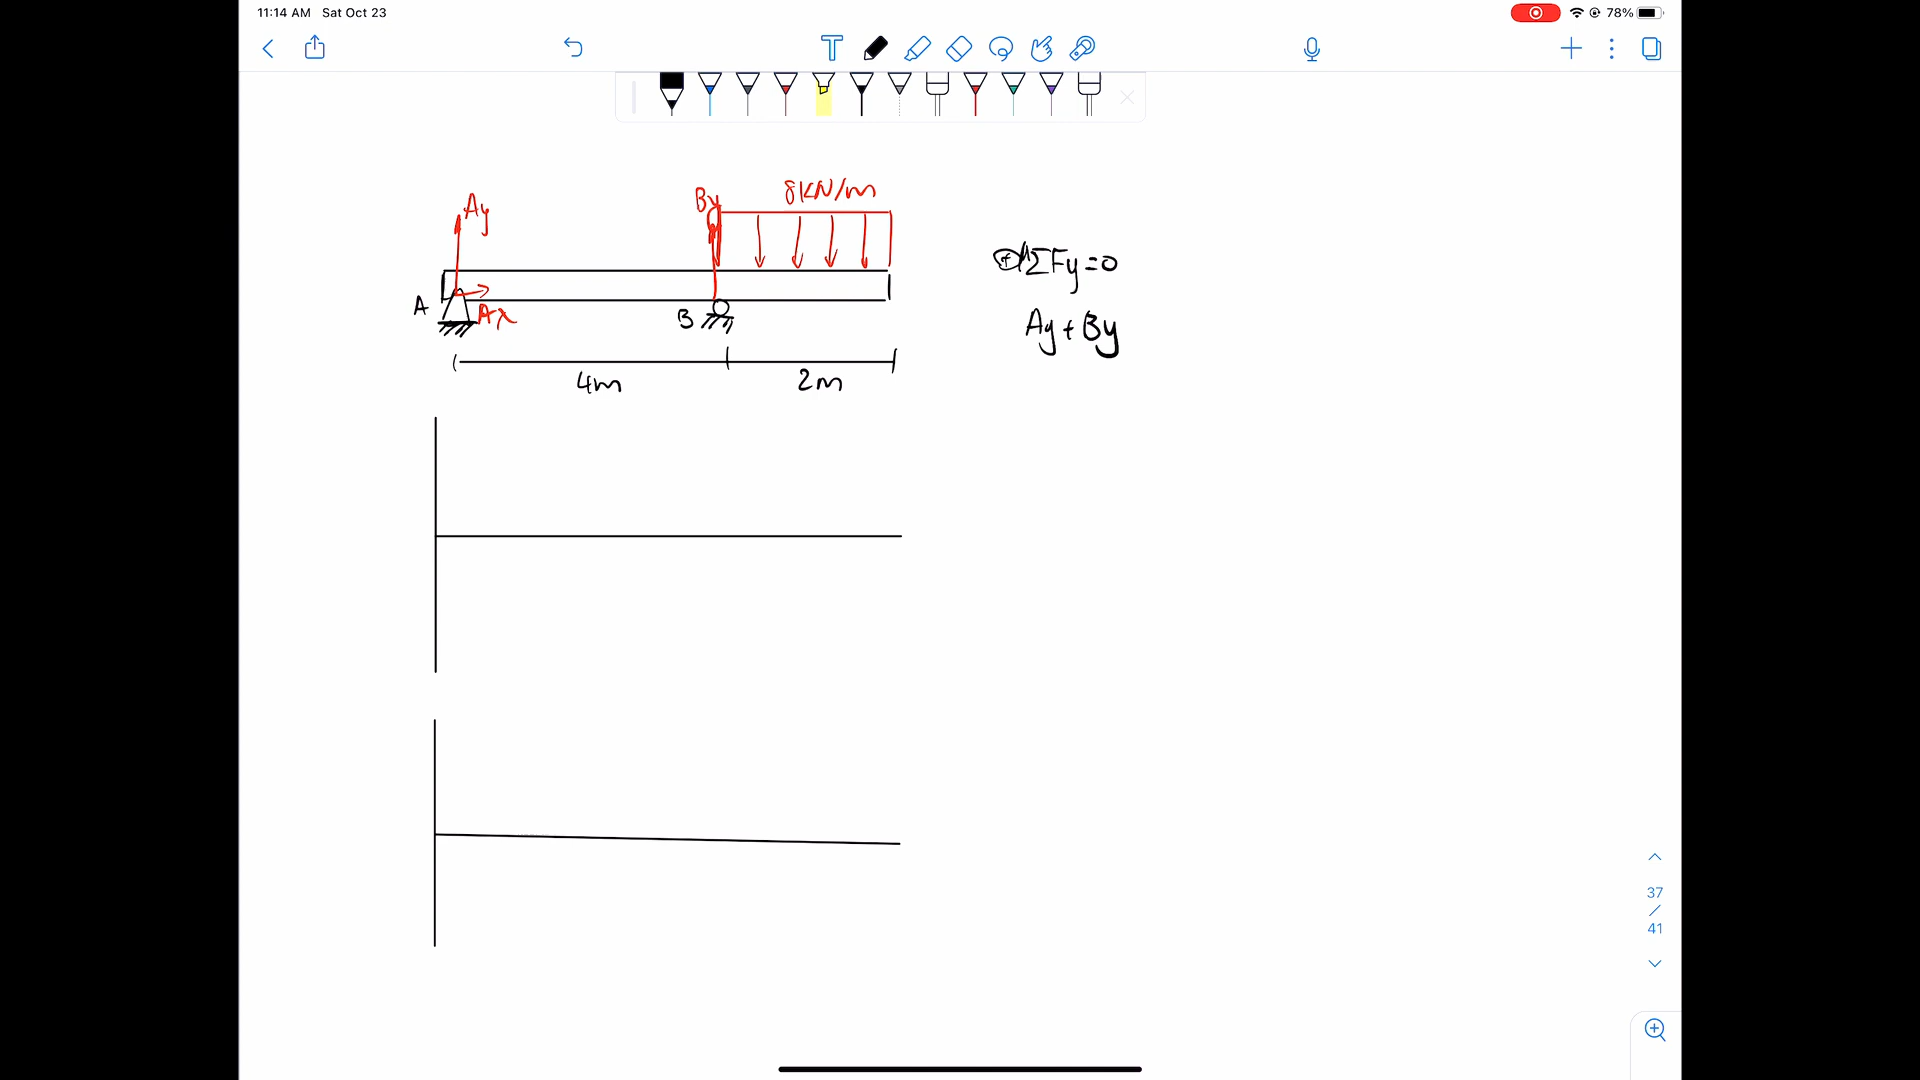 11:14 AM Sat Oct 23
78%
T
8KN/m
By
Ay
⊕↑ΣFy=0
A
Ax
B
Ay+By
4m
2m
37
/
41